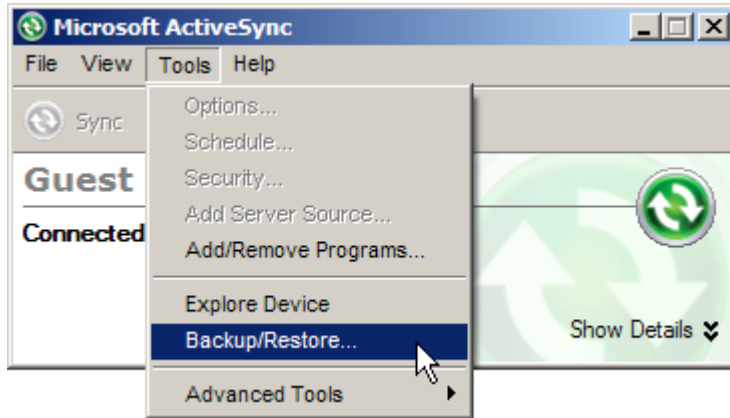 Microsoft ActiveSync
File View Tools Help
Sync
Guest
Connected
Options...
Schedule...
Security...
Add Server Source...
Add/Remove Programs...
Explore Device
Backup/Restore...
Advanced Tools
Show Details